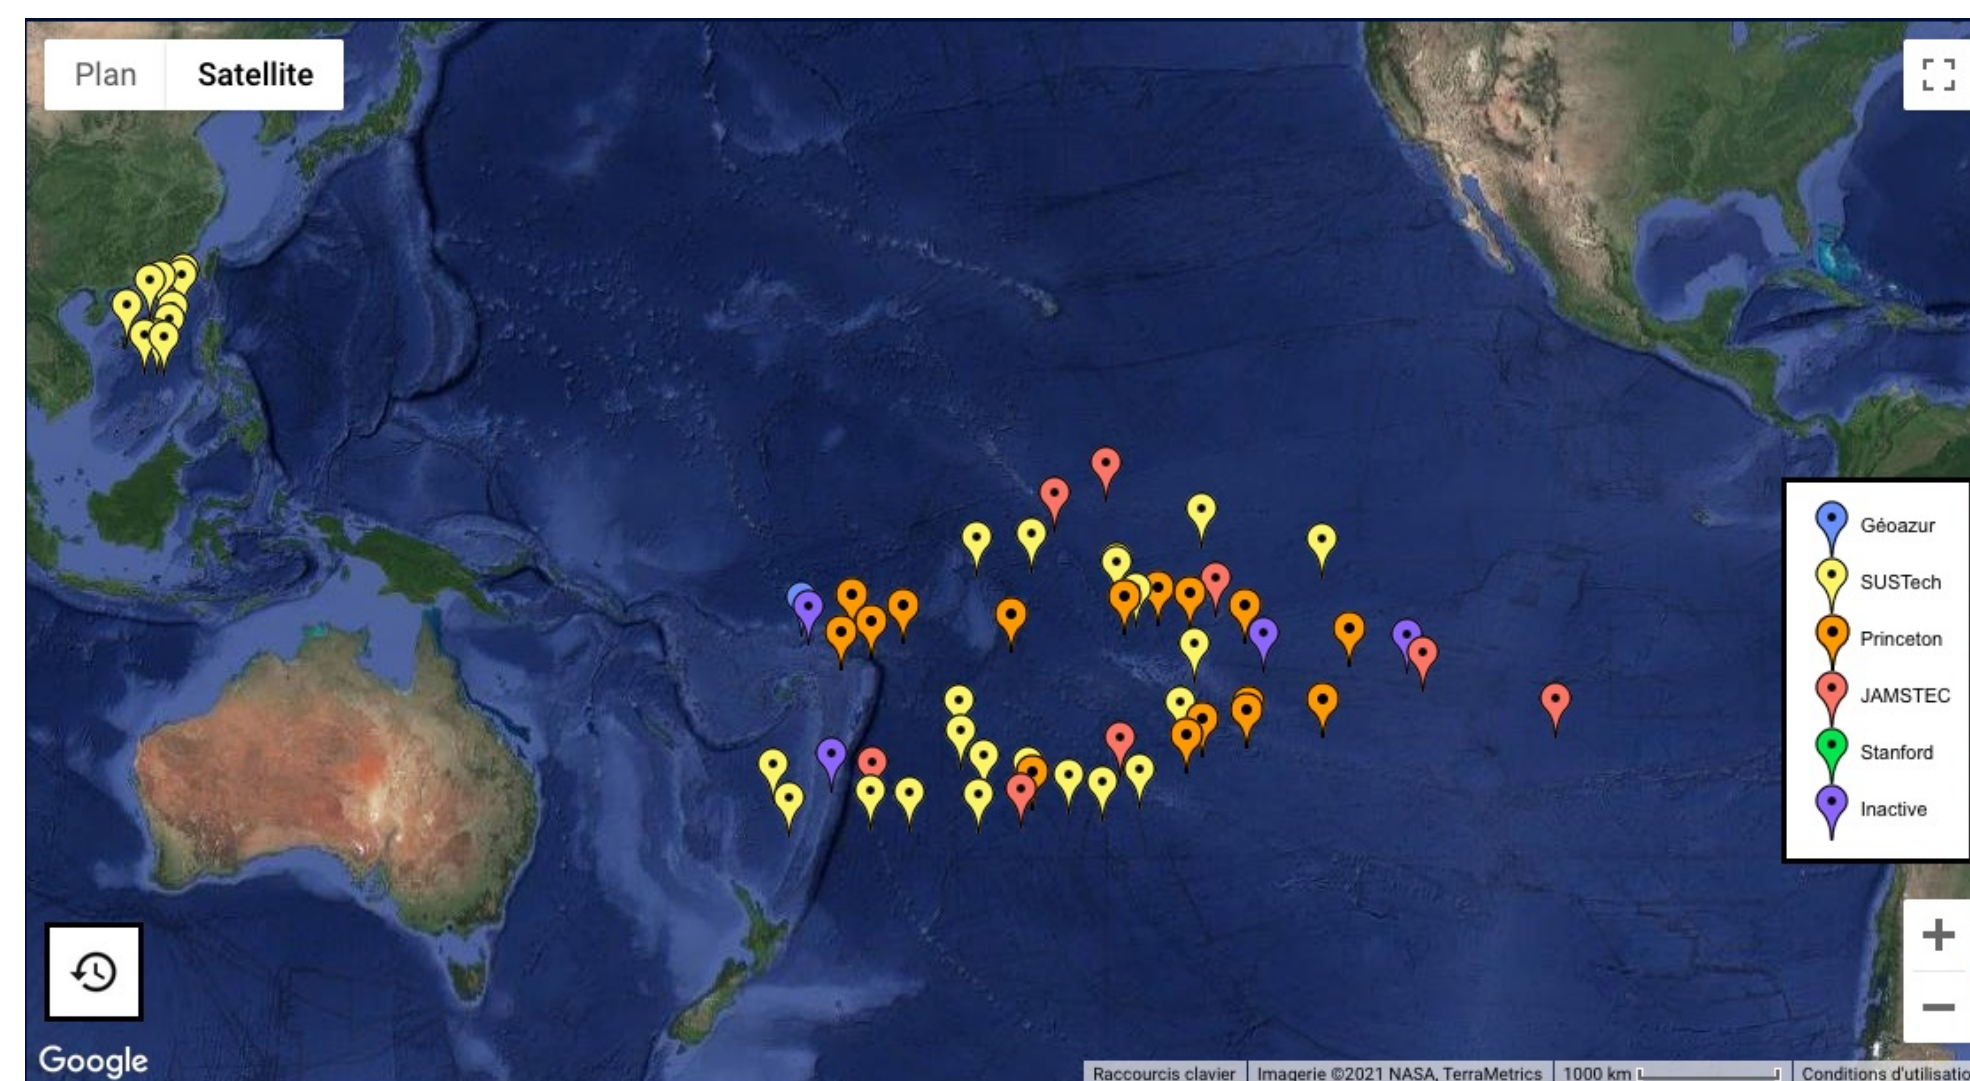 Plan Satellite
Géoazur
SUSTech
Princeton
JAMSTEC
Stanford
Inactive
Google
Raccourcis clavier Imagerie ©2021 NASA, TerraMetrics 1000 km Conditions d'utilisatio